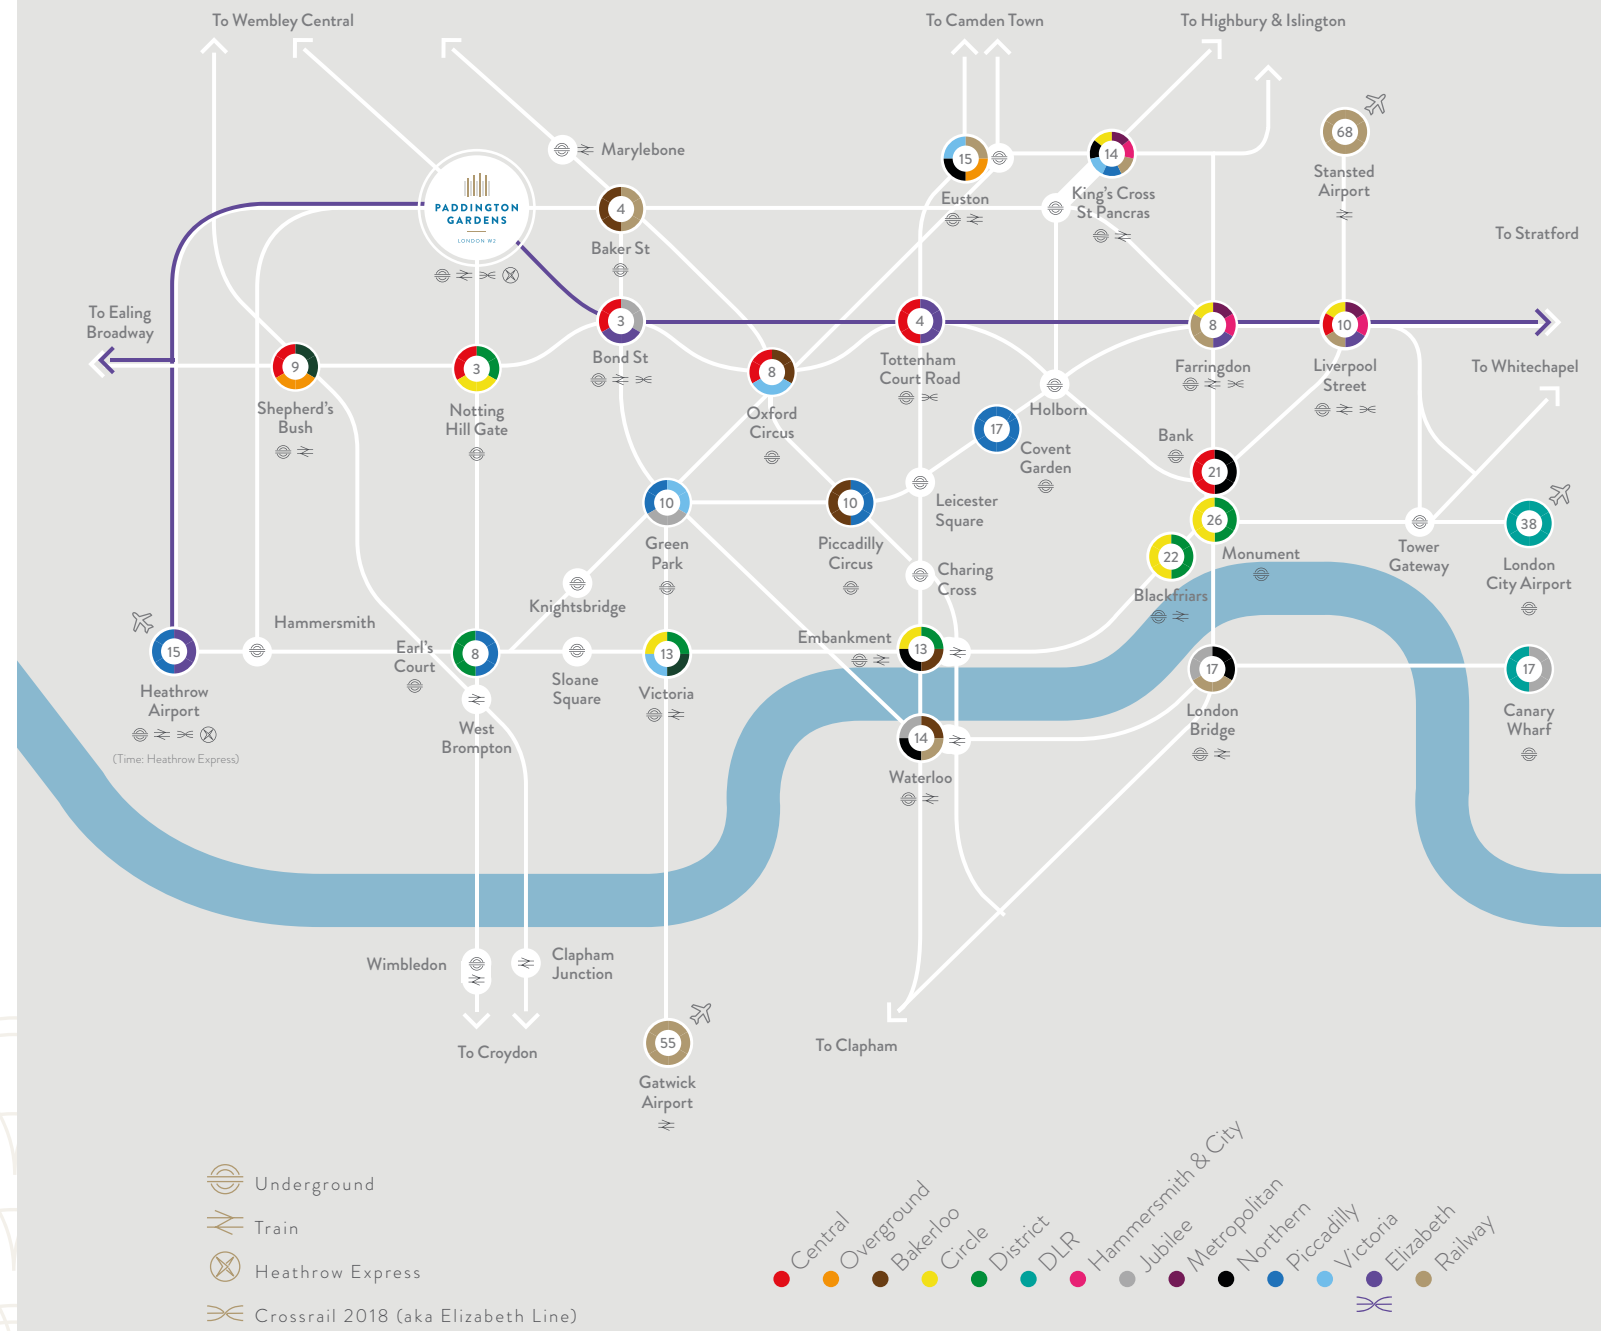 To Wembley Central
To Camden Town
To Highbury & Islington
68
Stansted
Airport
Marylebone
15
Euston
14
King's Cross
St Pancras
PADDINGTON
GARDENS
LONDON W2
4
Baker St
To Stratford
To Ealing
Broadway
3
Bond St
4
Tottenham
Court Road
8
Farringdon
10
Liverpool
Street
To Whitechapel
9
Shepherd's
Bush
3
Notting
Hill Gate
8
Oxford
Circus
Holborn
17
Covent
Garden
Bank
21
10
Green
Park
10
Piccadilly
Circus
Leicester
Square
26
Monument
22
Blackfriars
Tower
Gateway
38
London
City Airport
Knightsbridge
Charing
Cross
15
Heathrow
Airport
(Time: Heathrow Express)
Hammersmith
Earl's
Court
8
West
Brompton
Sloane
Square
13
Victoria
Embankment
13
14
Waterloo
17
London
Bridge
17
Canary
Wharf
Wimbledon
Clapham
Junction
To Croydon
55
Gatwick
Airport
To Clapham
Underground
Train
Heathrow Express
Crossrail 2018 (aka Elizabeth Line)
Central
Overground
Bakerloo
Circle
District
DLR
Hammersmith & City
Jubilee
Metropolitan
Northern
Piccadilly
Victoria
Elizabeth
Railway